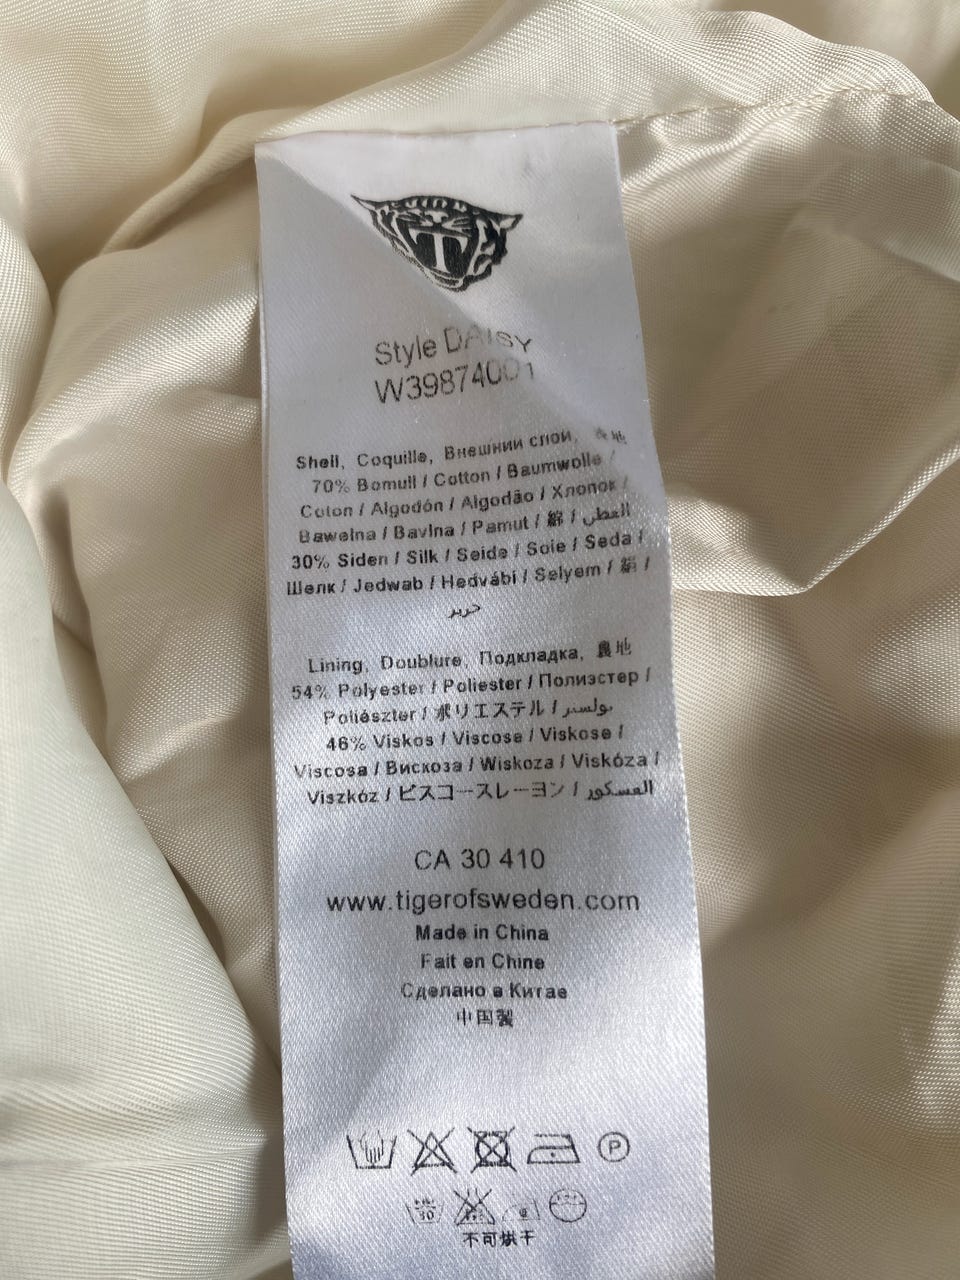 T
Style DAISY
W39874001
Shell, Coquille, Внешнии слои, 表地
70% Bomull / Cotton / Baumwolle /
Coton / Algodón / Algodão / Хлопок /
Bawełna / Bavlna / Pamut / 綿 / القطن
30% Siden / Silk / Seide / Soie / Seda /
Шелк / Jedwab / Hedvábí / Selyem / 絹 /
حرير
Lining, Doublure, Подкладка, 裏地
54% Polyester / Poliester / Полиэстер /
Poliészter / ポリエステル / بولستر
46% Viskos / Viscose / Viskose /
Viscosa / Вискоза / Wiskoza / Viskóza /
Viszkóz / ビスコースレーヨン /
CA 30 410
www.tigerofsweden.com
Made in China
Fait en Chine
Сделано в Китае
中国製
P
30
不可烘干